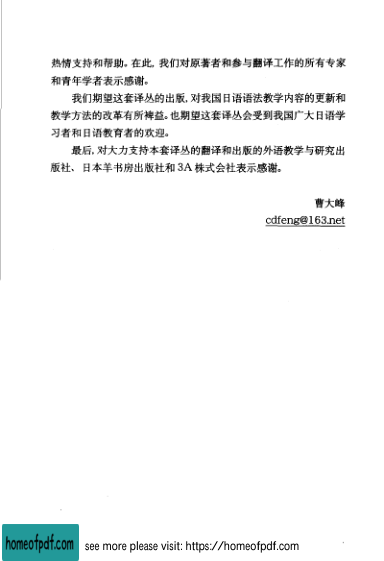 热情支持和帮助。在此，我们对原著者和参与翻译工作的所有专家
和青年学者表示感谢。
我们期望这套译丛的出版，对我国日语语法教学内容的更新和
教学方法的改革有所裨益。也期望这套译丛会受到我国广大日语学
习者和日语教育者的欢迎。
最后，对大力支持本套译丛的翻译和出版的外语教学与研究出
版社、日本羊书房出版社和 3A 株式会社表示感谢。
曹大峰
cdfeng@163.net
homeofpdf.com
see more please visit: https://homeofpdf.com